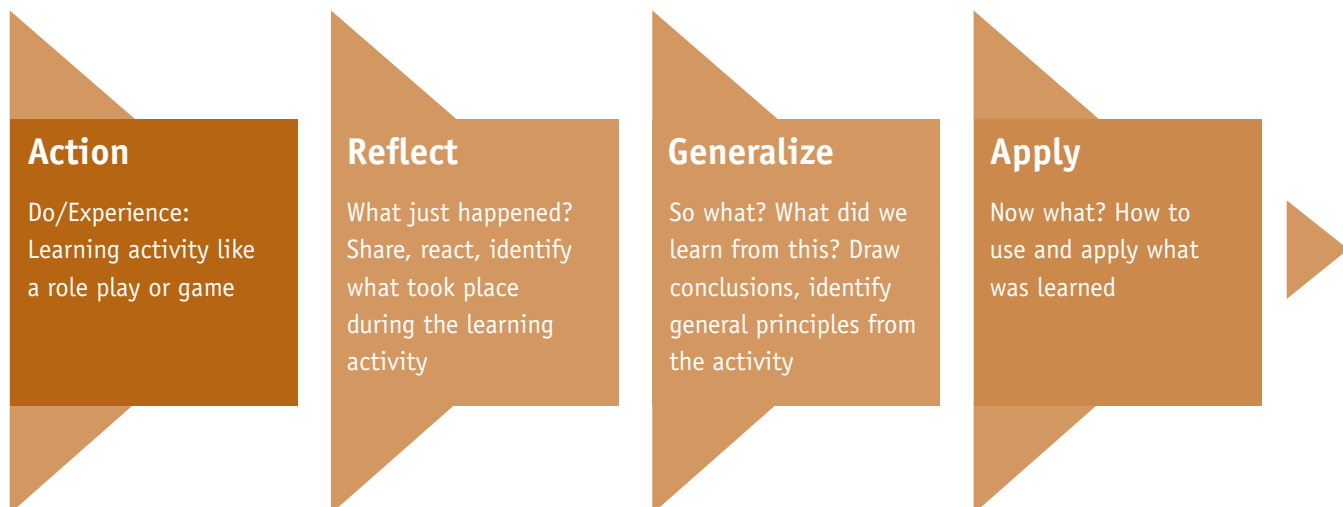 Action
Do/Experience:
Learning activity like
a role play or game
Reflect
What just happened?
Share, react, identify
what took place
during the learning
activity
Generalize
So what? What did we
learn from this? Draw
conclusions, identify
general principles from
the activity
Apply
Now what? How to
use and apply what
was learned